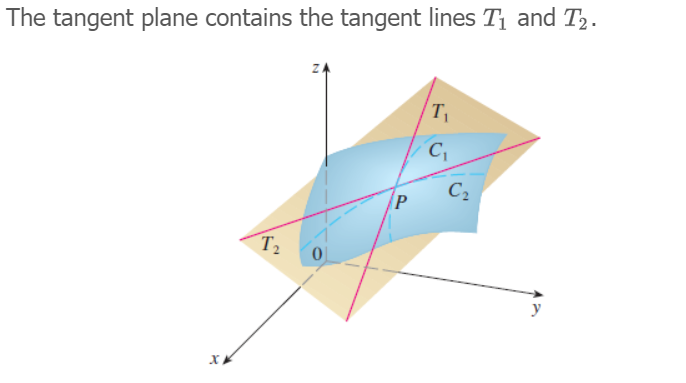 The tangent plane contains the tangent lines T₁ and T₂.
z
T₁
C₁
C₂
P
T₂
0
y
x